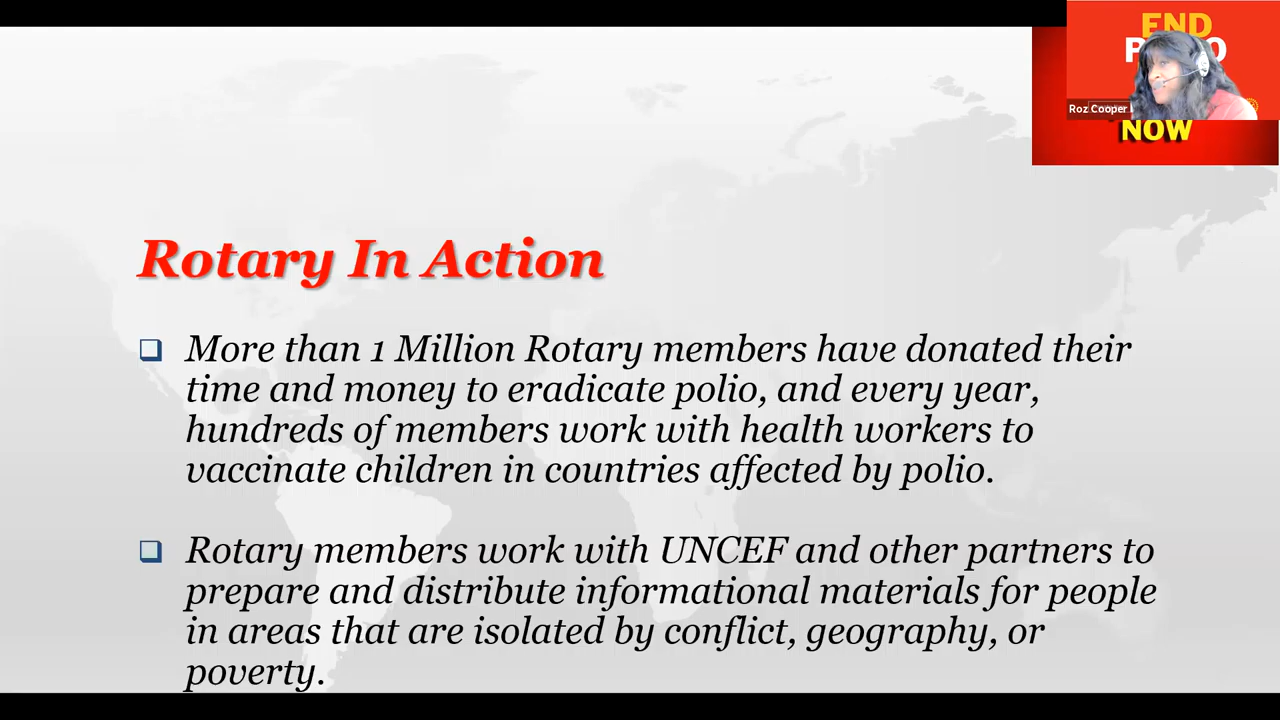 END
Roz Cooper
NOW
Rotary In Action
More than 1 Million Rotary members have donated their
time and money to eradicate polio, and every year,
hundreds of members work with health workers to
vaccinate children in countries affected by polio.
Rotary members work with UNCEF and other partners to
prepare and distribute informational materials for people
in areas that are isolated by conflict, geography, or
poverty.